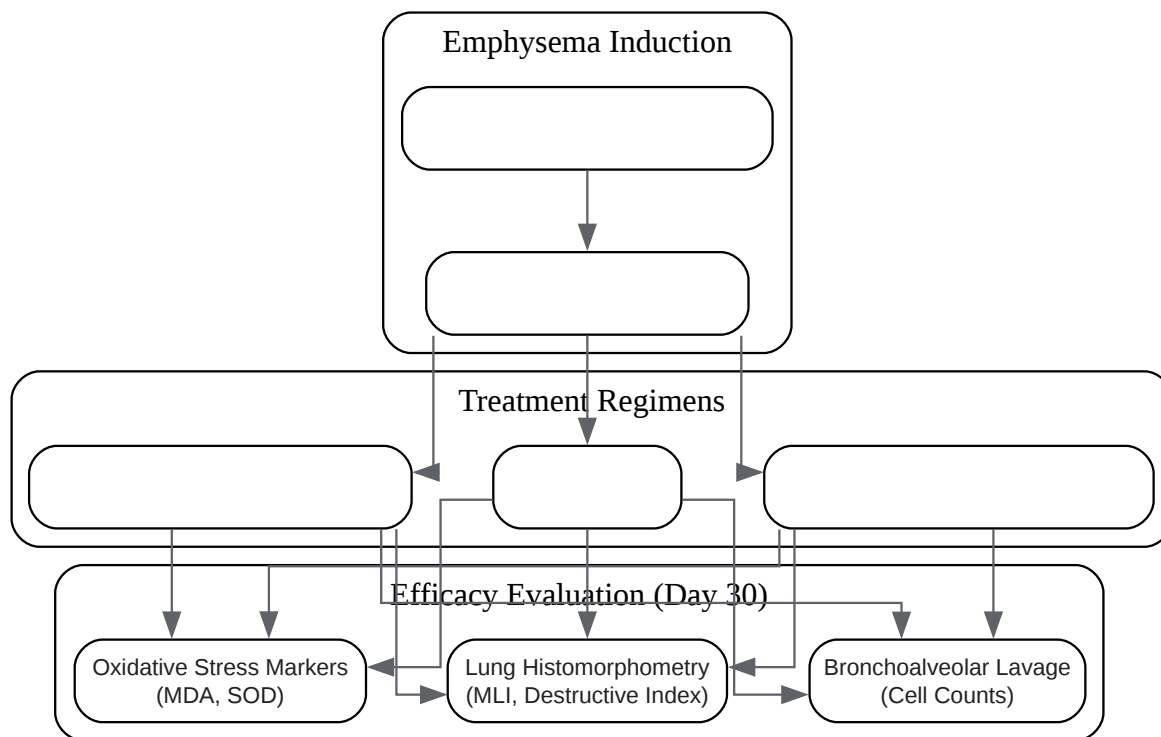 Emphysema Induction
Treatment Regimens
Efficacy Evaluation (Day 30)
Oxidative Stress Markers
(MDA, SOD)
Lung Histomorphometry
(MLI, Destructive Index)
Bronchoalveolar Lavage
(Cell Counts)